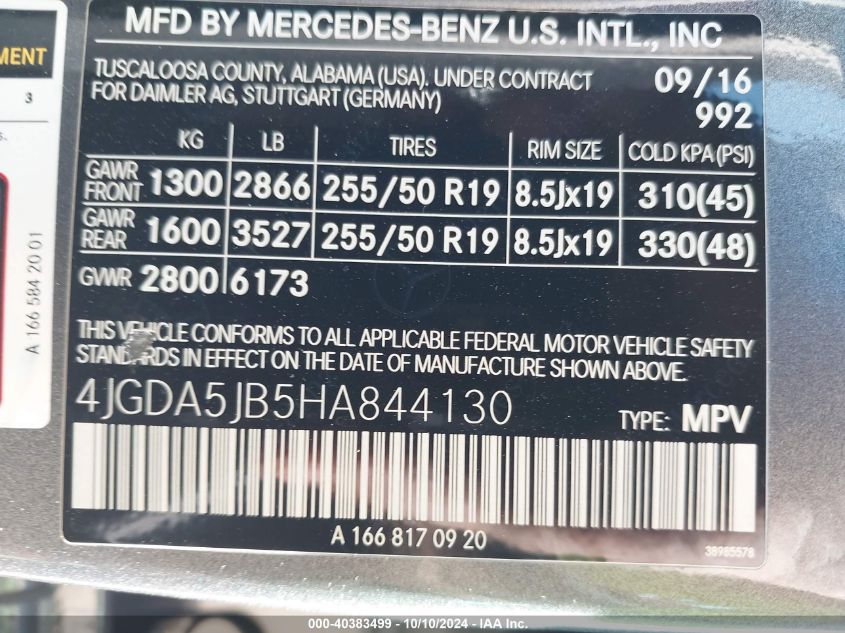 MFD BY MERCEDES-BENZ U.S. INTL., INC
TUSCALOOSA COUNTY, ALABAMA (USA). UNDER CONTRACT
FOR DAIMLER AG, STUTTGART (GERMANY)
09/16
992
KG LB TIRES RIM SIZE COLD KPA (PSI)
GAWR FRONT 1300 2866 255/50 R19 8.5Jx19 310(45)
GAWR REAR 1600 3527 255/50 R19 8.5Jx19 330(48)
GVWR 2800 6173
THIS VEHICLE CONFORMS TO ALL APPLICABLE FEDERAL MOTOR VEHICLE SAFETY
STANDARDS IN EFFECT ON THE DATE OF MANUFACTURE SHOWN ABOVE.
4JGDA5JB5HA844130
TYPE: MPV
A 166 817 09 20
38985578
MENT
3
s.
A 166 584 20 01
000-40383499 - 10/10/2024 - IAA Inc.